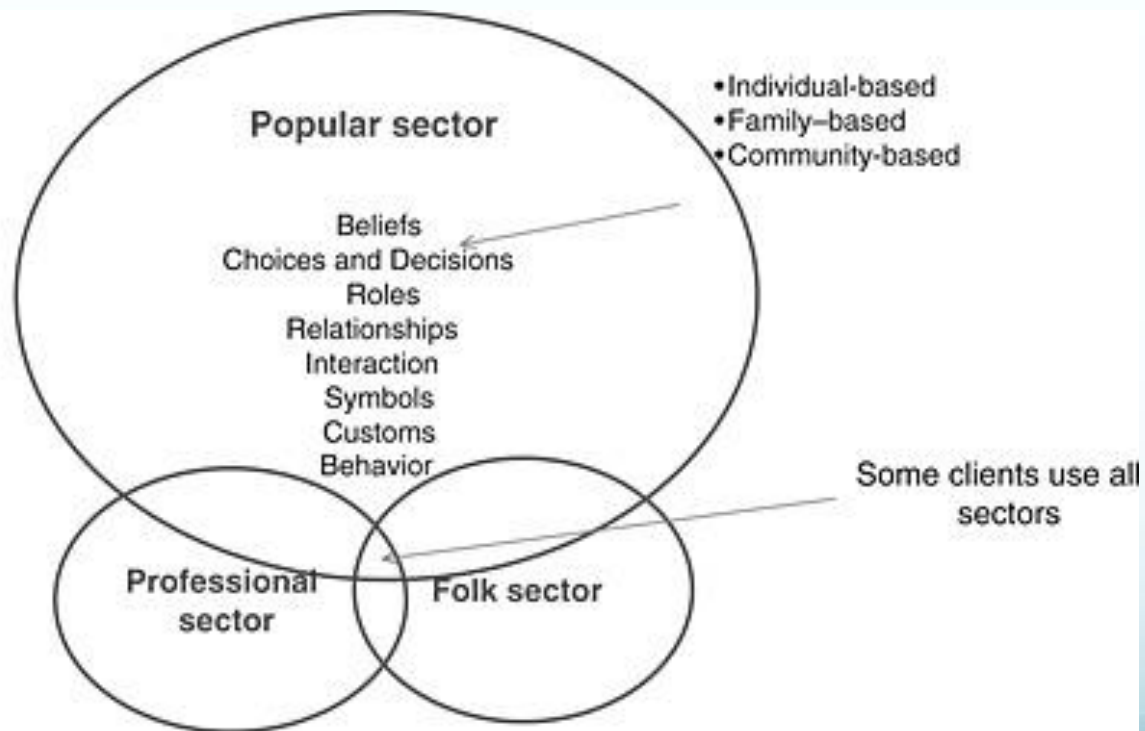 Popular sector
•Individual-based
•Family–based
•Community-based
Beliefs
Choices and Decisions
Roles
Relationships
Interaction
Symbols
Customs
Behavior
Some clients use all
sectors
Professional
sector
Folk sector